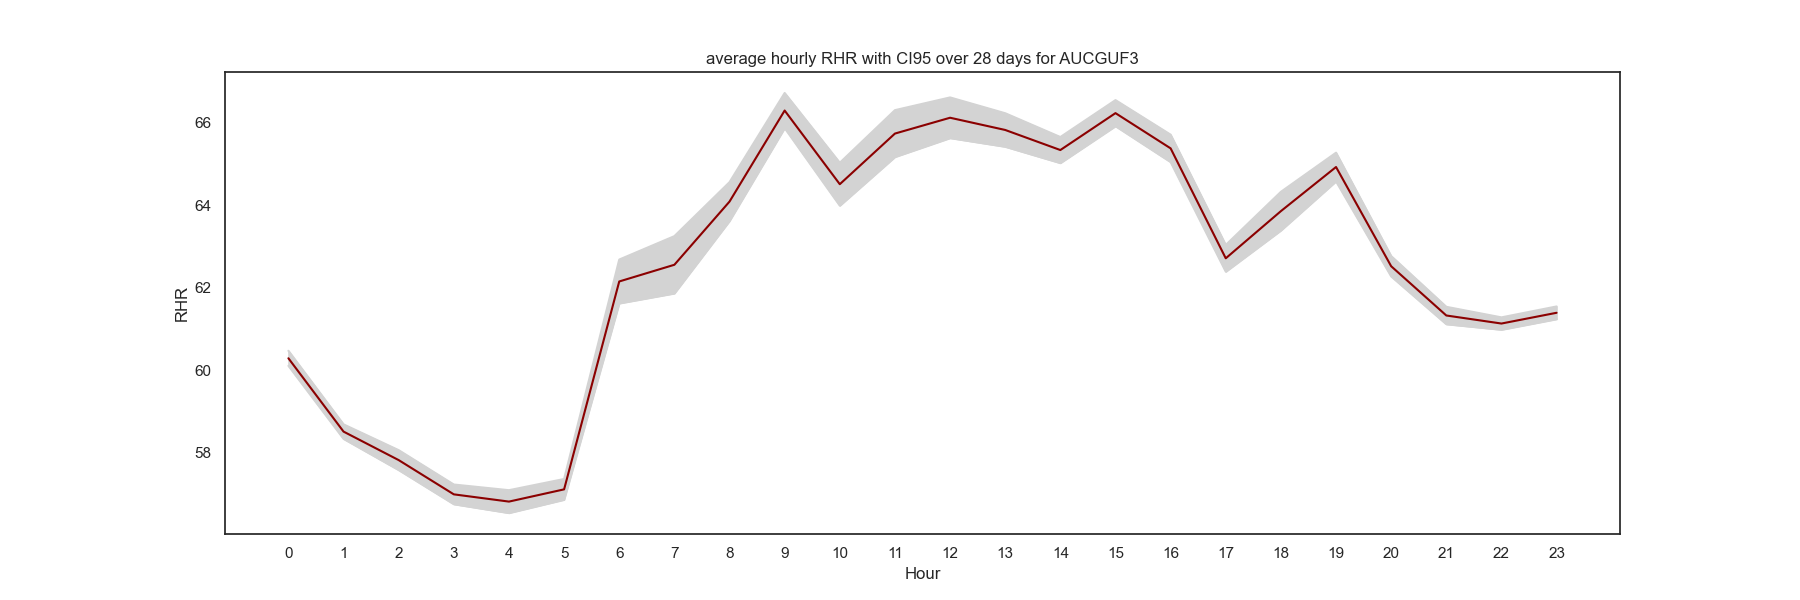 average hourly RHR with CI95 over 28 days for AUCGUF3
66
64
62
60
58
RHR
0 1 2 3 4 5 6 7 8 9 10 11 12 13 14 15 16 17 18 19 20 21 22 23
Hour